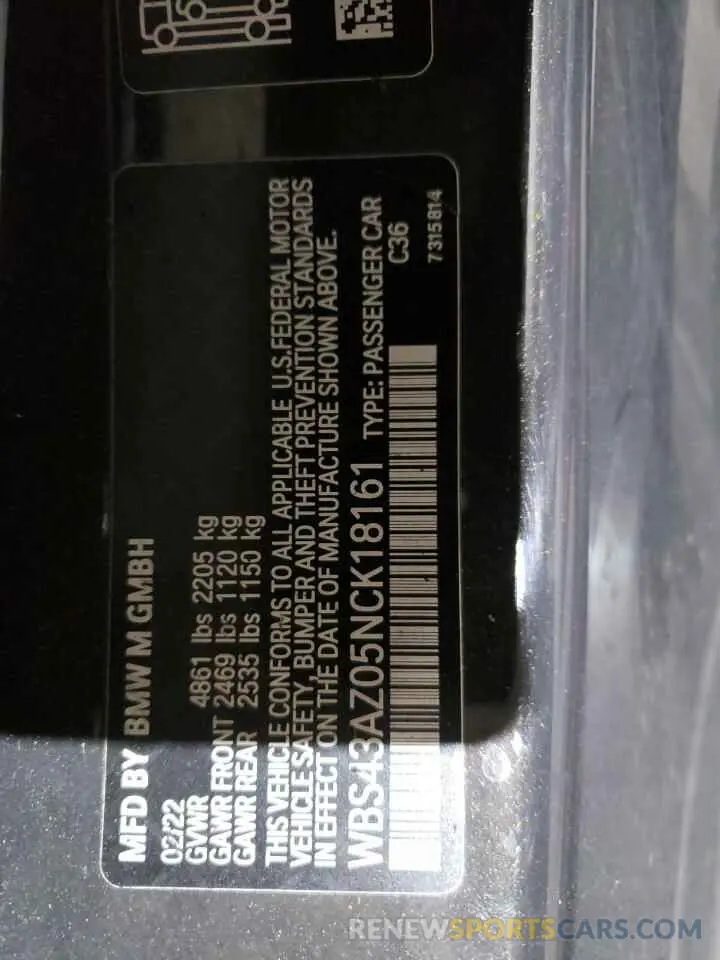 MFD BY BMW M GMBH
02/22
GVWR 4861 lbs 2205 kg
GAWR FRONT 2469 lbs 1120 kg
GAWR REAR 2535 lbs 1150 kg
THIS VEHICLE CONFORMS TO ALL APPLICABLE U.S.FEDERAL MOTOR
VEHICLE SAFETY, BUMPER AND THEFT PREVENTION STANDARDS
IN EFFECT ON THE DATE OF MANUFACTURE SHOWN ABOVE.
WBS43AZ05NCK18161 TYPE: PASSENGER CAR
C36
7315814
RENEWSPORTSCARS.COM